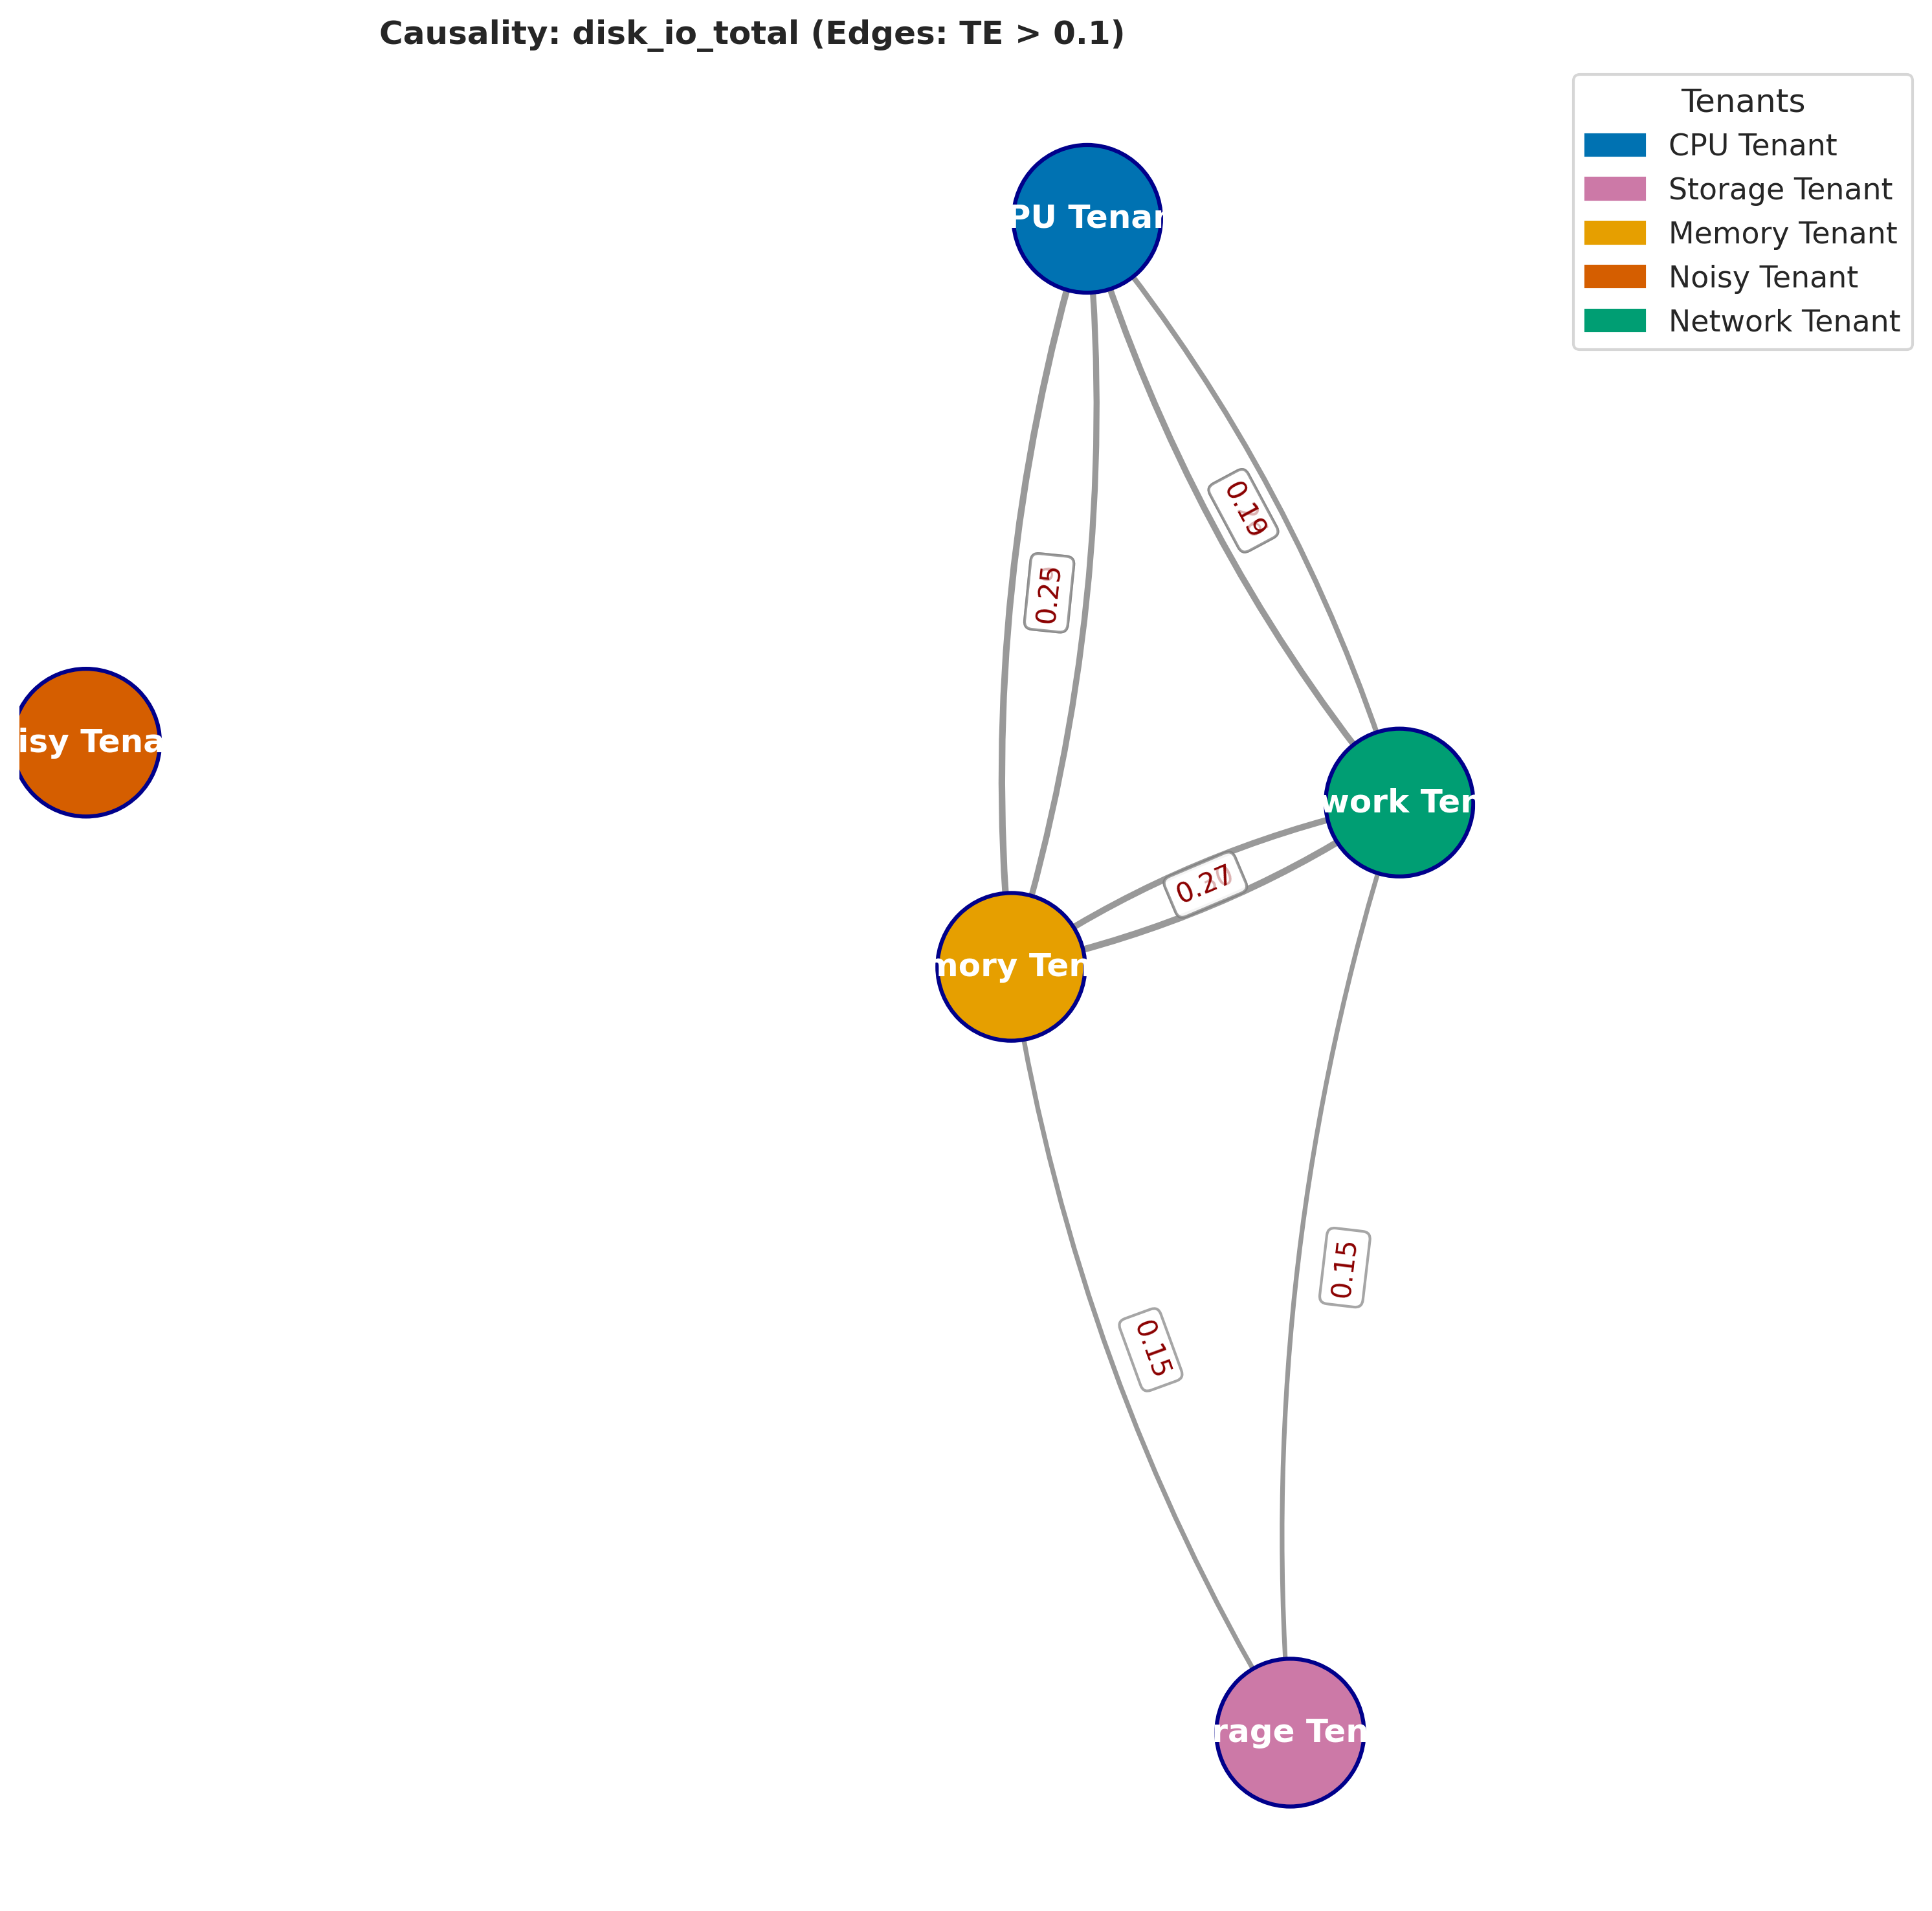 Causality: disk_io_total (Edges: TE > 0.1)
Tenants
CPU Tenant
Storage Tenant
Memory Tenant
Noisy Tenant
Network Tenant
PU Tenan
0.19
0.25
isy Tena
work Ten
0.27
mory Ten
0.15
0.15
rage Ten